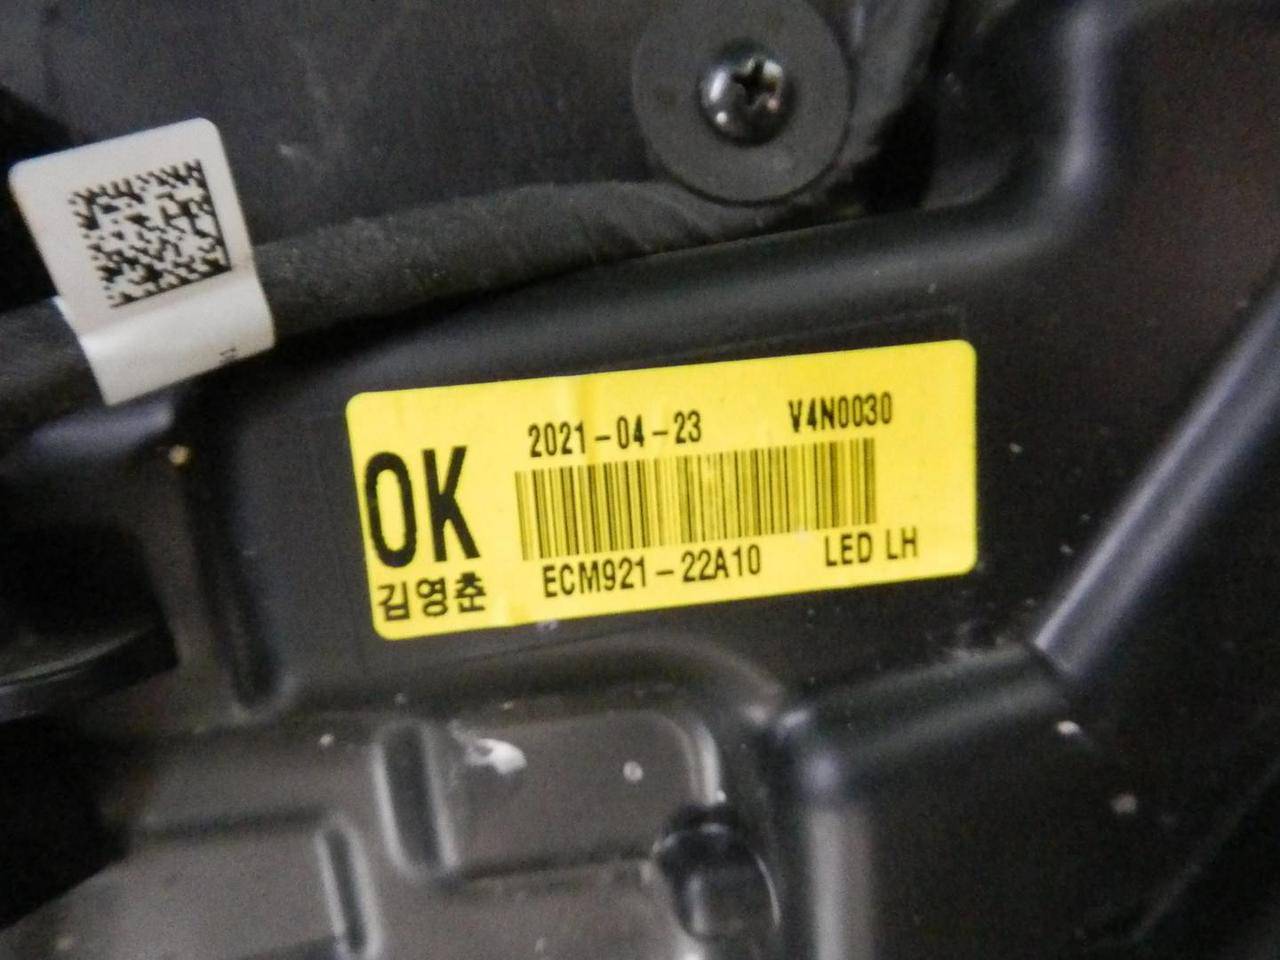 2021-04-23 V4N0030
OK
ECM921-22A10 LED LH
김영춘